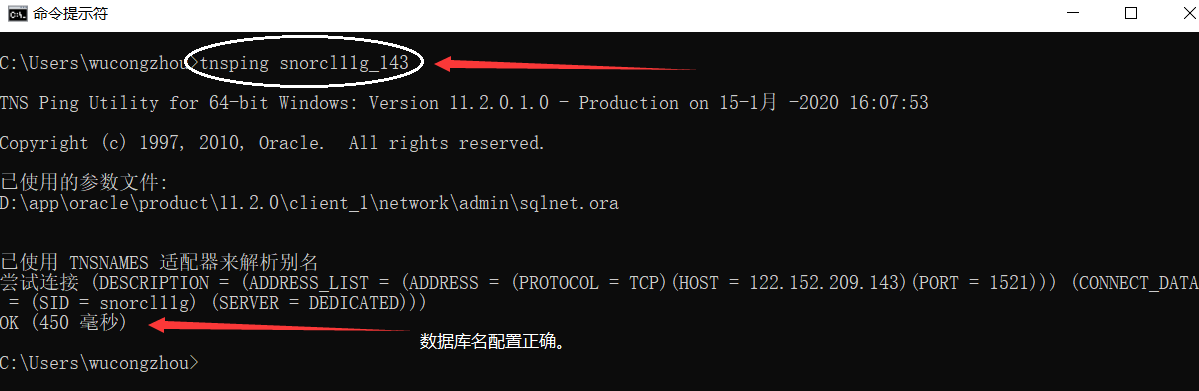 命令提示符
C:\Users\wucongzhou>tnsping snorcl11g_143
TNS Ping Utility for 64-bit Windows: Version 11.2.0.1.0 - Production on 15-1月 -2020 16:07:53
Copyright (c) 1997, 2010, Oracle.  All rights reserved.
已使用的参数文件:
D:\app\oracle\product\11.2.0\client_1\network\admin\sqlnet.ora
已使用 TNSNAMES 适配器来解析别名
尝试连接 (DESCRIPTION = (ADDRESS_LIST = (ADDRESS = (PROTOCOL = TCP)(HOST = 122.152.209.143)(PORT = 1521))) (CONNECT_DATA
= (SID = snorcl11g) (SERVER = DEDICATED)))
OK (450 毫秒)
数据库名配置正确。
C:\Users\wucongzhou>